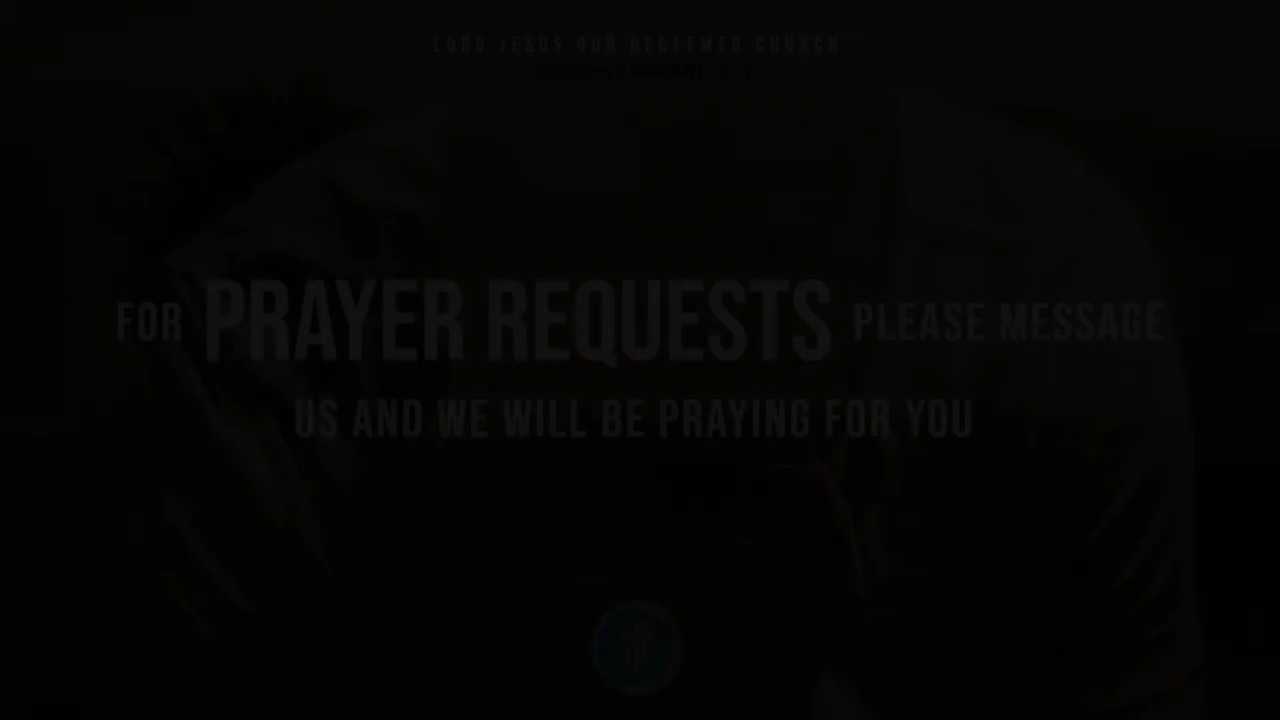 LORD JESUS OUR REDEEMER CHURCH
FOR PRAYER REQUESTS PLEASE MESSAGE
US AND WE WILL BE PRAYING FOR YOU